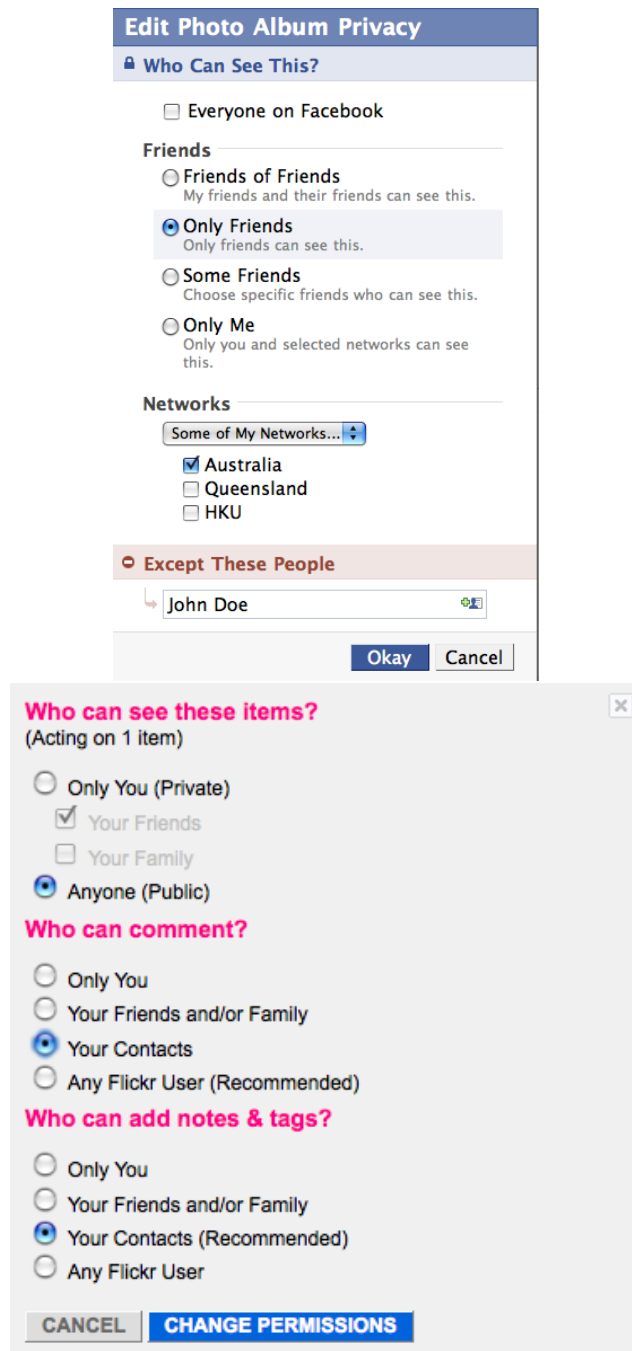 Edit Photo Album Privacy
Who Can See This?
Everyone on Facebook
Friends
Friends of Friends
My friends and their friends can see this.
Only Friends
Only friends can see this.
Some Friends
Choose specific friends who can see this.
Only Me
Only you and selected networks can see
this.
Networks
Some of My Networks...
Australia
Queensland
HKU
Except These People
John Doe
Okay Cancel
Who can see these items?
(Acting on 1 item)
Only You (Private)
Your Friends
Your Family
Anyone (Public)
Who can comment?
Only You
Your Friends and/or Family
Your Contacts
Any Flickr User (Recommended)
Who can add notes & tags?
Only You
Your Friends and/or Family
Your Contacts (Recommended)
Any Flickr User
CANCEL CHANGE PERMISSIONS